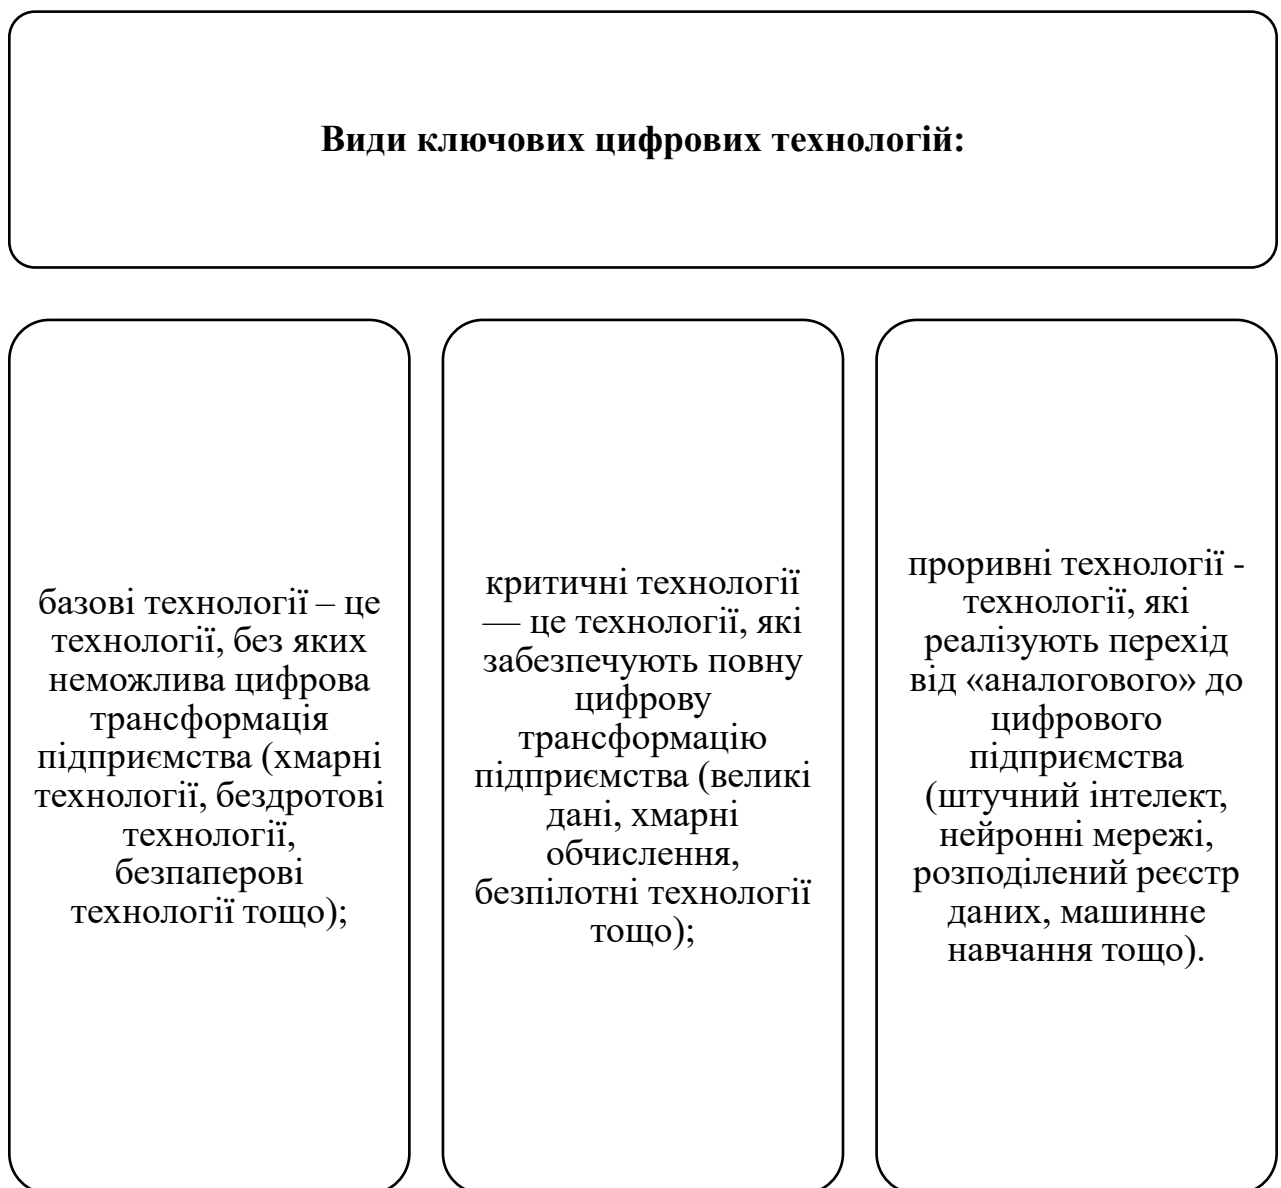 Види ключових цифрових технологій:
базові технології – це
технології, без яких
неможлива цифрова
трансформація
підприємства (хмарні
технології, бездротові
технології,
безпаперові
технології тощо);
критичні технології
— це технології, які
забезпечують повну
цифрову
трансформацію
підприємства (великі
дані, хмарні
обчислення,
безпілотні технології
тощо);
проривні технології -
технології, які
реалізують перехід
від «аналогового» до
цифрового
підприємства
(штучний інтелект,
нейронні мережі,
розподілений реєстр
даних, машинне
навчання тощо).